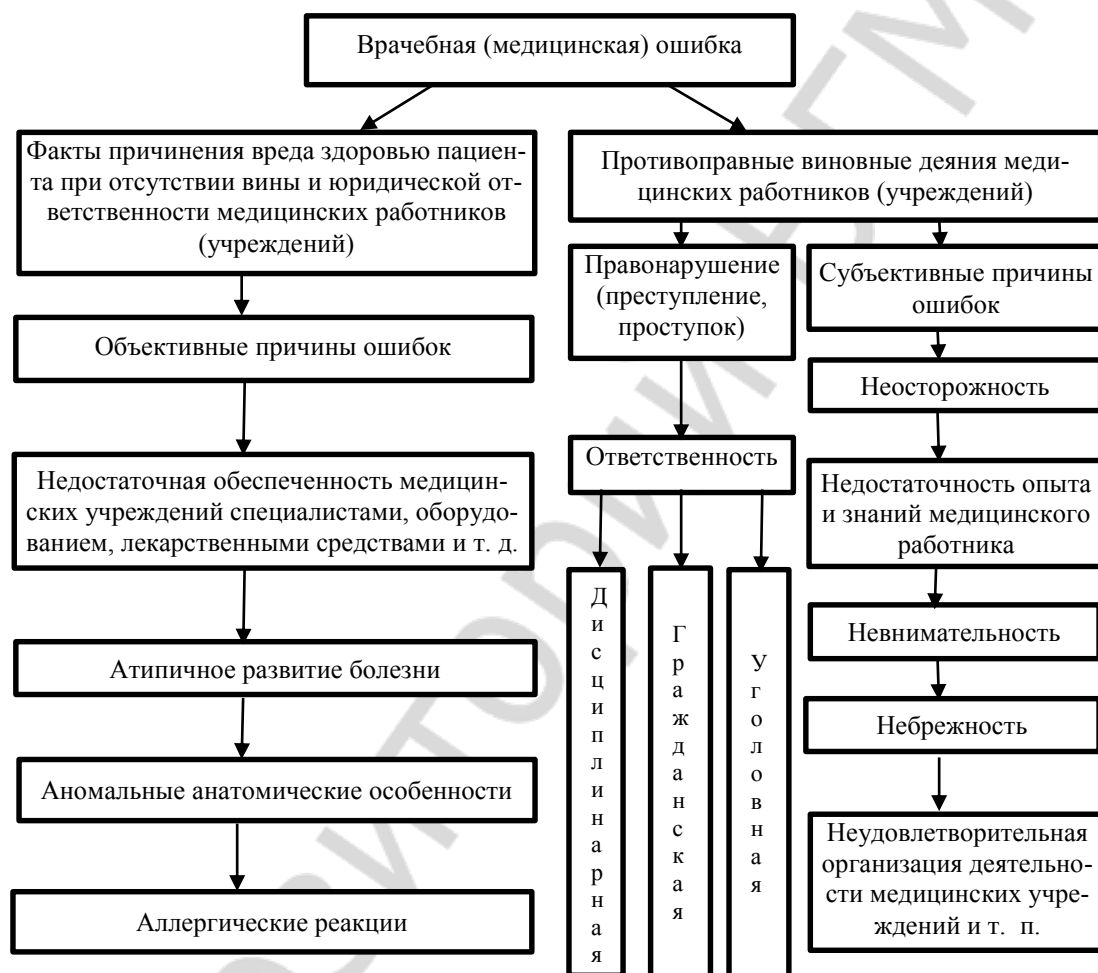 Врачебная (медицинская) ошибка
Факты причинения вреда здоровью пациен-
та при отсутствии вины и юридической от-
ветственности медицинских работников
(учреждений)
Объективные причины ошибок
Недостаточная обеспеченность медицин-
ских учреждений специалистами, оборудо-
ванием, лекарственными средствами и т. д.
Атипичное развитие болезни
Аномальные анатомические особенности
Аллергические реакции
Противоправные виновные деяния меди-
цинских работников (учреждений)
Правонарушение
(преступление,
проступок)
Ответственность
Дисциплинарная
Гражданская
Уголовная
Субъективные причины
ошибок
Неосторожность
Недостаточность опыта
и знаний медицинского
работника
Невнимательность
Небрежность
Неудовлетворительная
организация деятельно-
сти медицинских учре-
ждений и т. п.